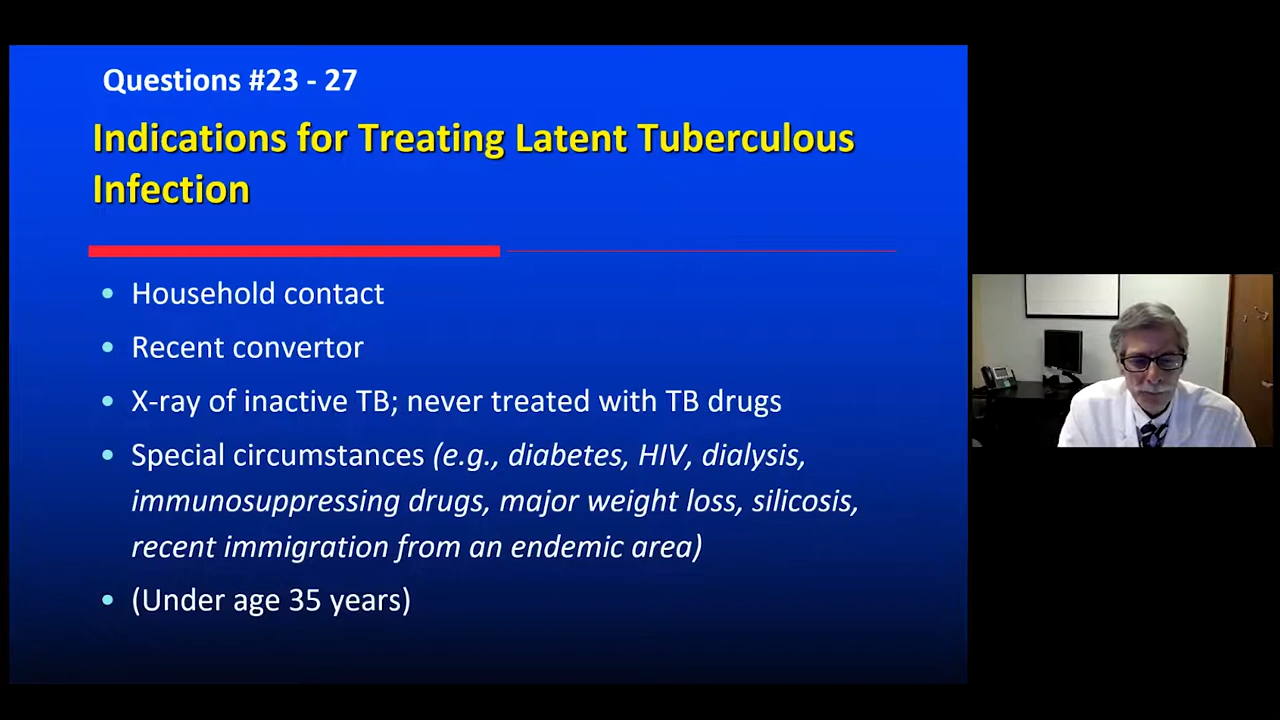 Questions #23 - 27
Indications for Treating Latent Tuberculous
Infection
• Household contact
• Recent convertor
• X-ray of inactive TB; never treated with TB drugs
• Special circumstances (e.g., diabetes, HIV, dialysis,
immunosuppressing drugs, major weight loss, silicosis,
recent immigration from an endemic area)
• (Under age 35 years)